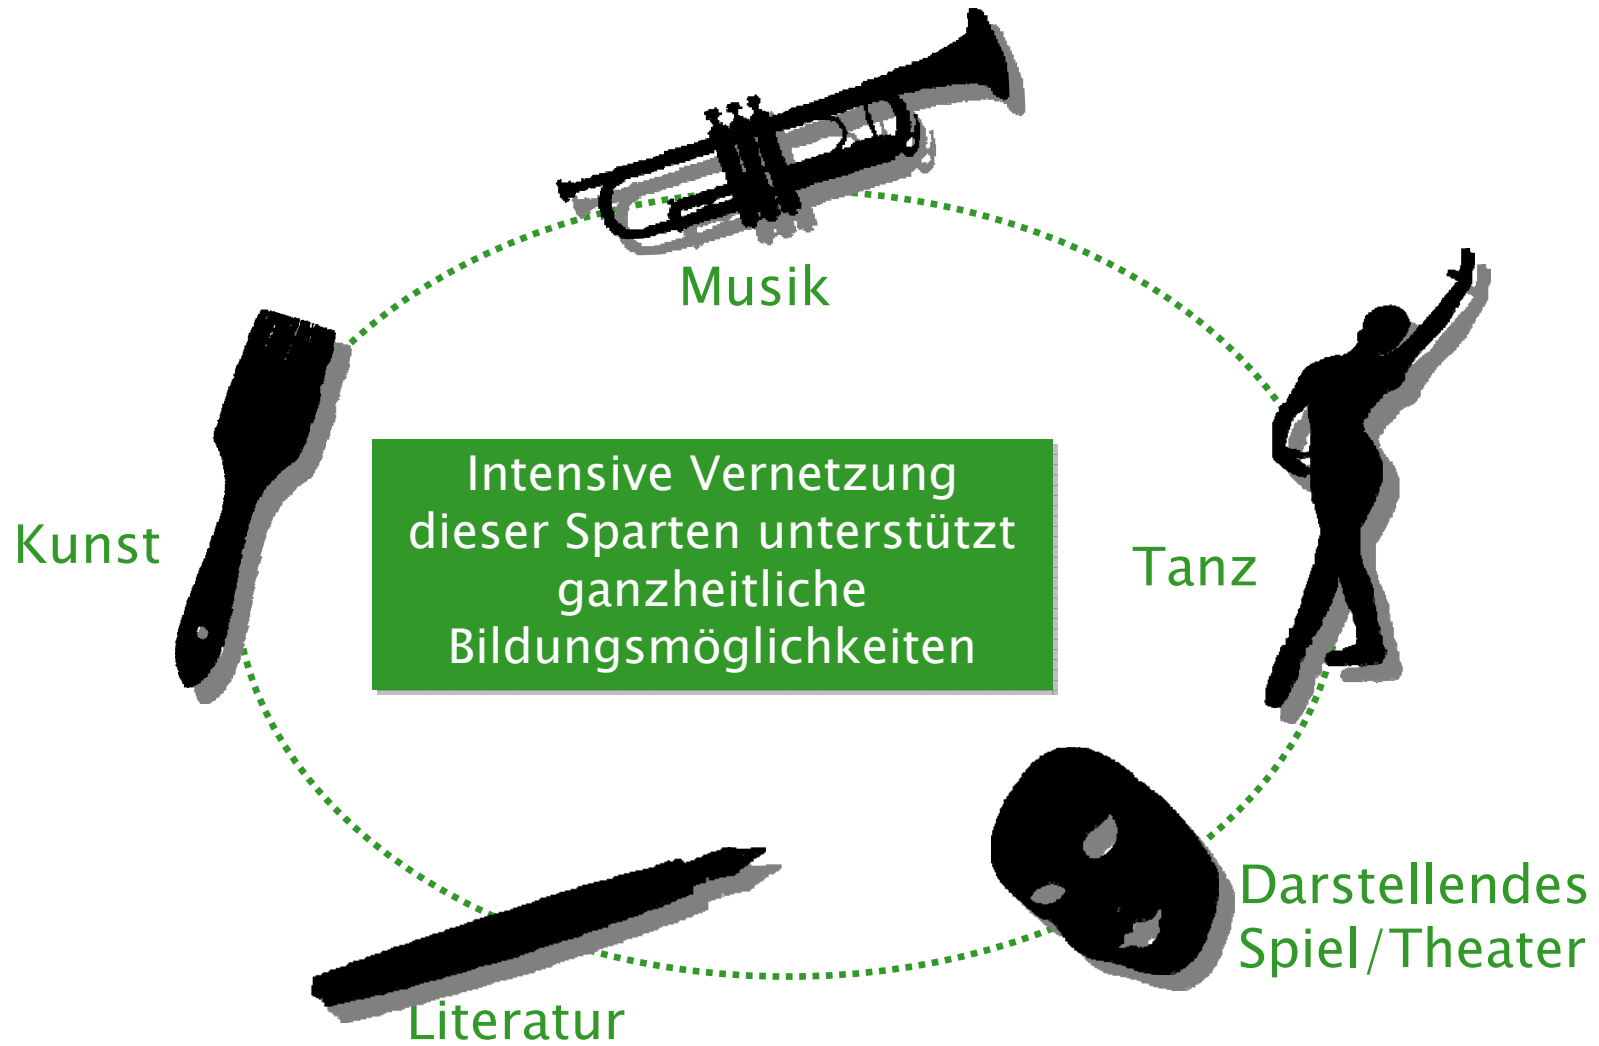 Musik
Kunst
Intensive Vernetzung
dieser Sparten unterstützt
ganzheitliche
Bildungsmöglichkeiten
Tanz
Darstellendes
Spiel/Theater
Literatur